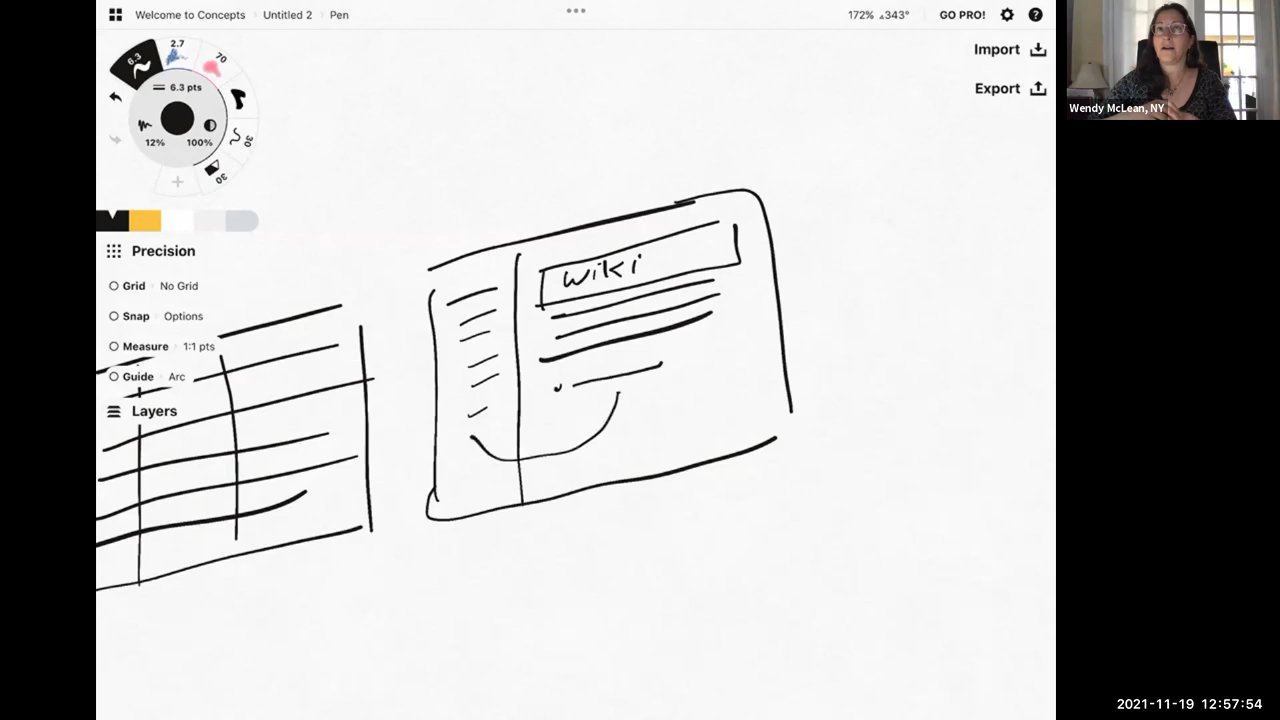 Welcome to Concepts Untitled 2 Pen
172% 343° GO PRO!
Import
Export
Wendy McLean, NY
2.7
6.3
70
6.3 pts
12% 100%
30
30
Precision
Grid No Grid
Snap Options
Measure 1:1 pts
Guide Arc
Layers
wiki
2021-11-19 12:57:54